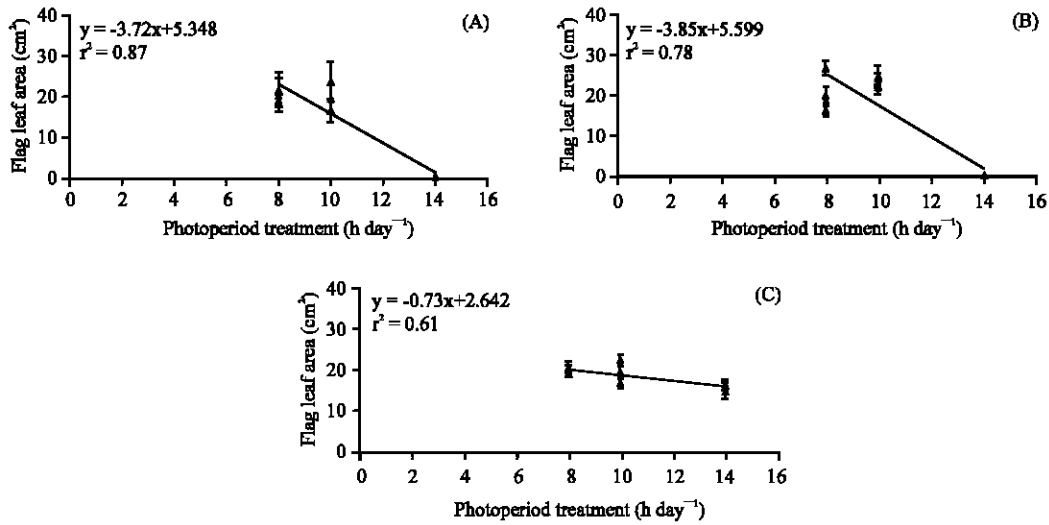 (A)
y = -3.72x+5.348
r² = 0.87
Flag leaf area (cm²)
40
30
20
10
0
0 2 4 6 8 10 12 14 16
Photoperiod treatment (h day⁻¹)
(B)
y = -3.85x+5.599
r² = 0.78
Flag leaf area (cm²)
40
30
20
10
0
0 2 4 6 8 10 12 14 16
Photoperiod treatment (h day⁻¹)
(C)
y = -0.73x+2.642
r² = 0.61
Flag leaf area (cm²)
40
30
20
10
0
0 2 4 6 8 10 12 14 16
Photoperiod treatment (h day⁻¹)